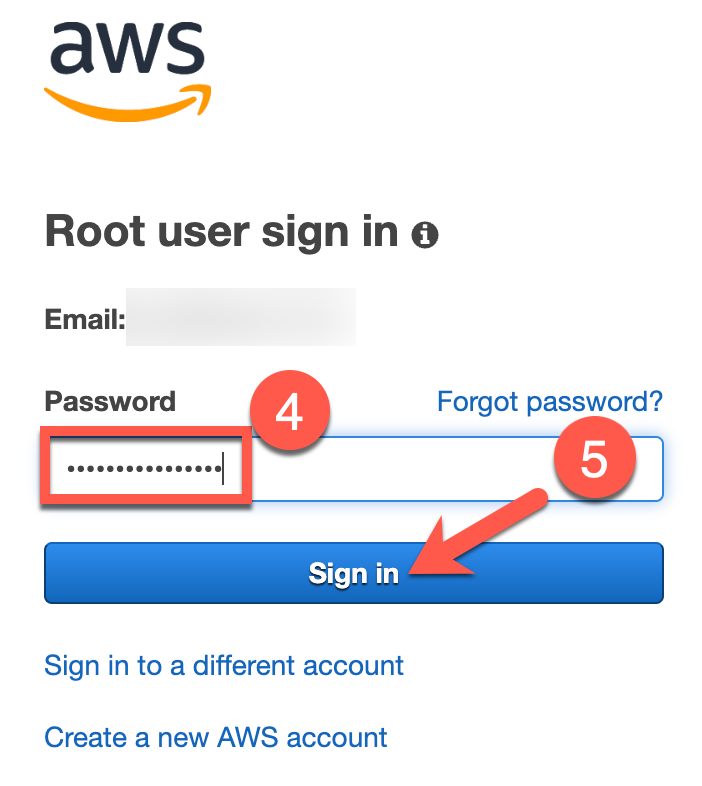 aws
Root user sign in i
Email:
Password 4 Forgot password?
•••••••••••••••• 5
Sign in
Sign in to a different account
Create a new AWS account